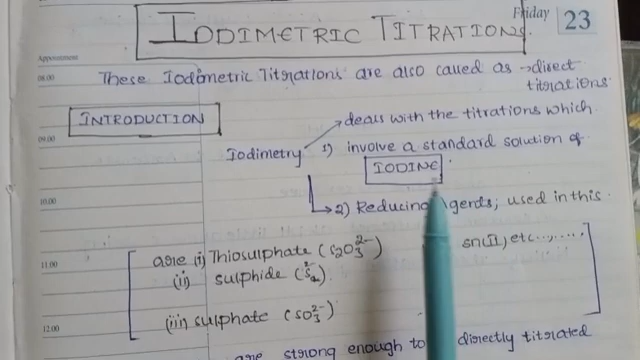 Friday 23
IODIMETRIC TITRATIONS
Appointment
08.00
These Iodometric Titrations are also called as → direct
titrations
INTRODUCTION
09.00
deals with the titrations which
Iodimetry 1) involve a standard solution of
IODINE
10.00
2) Reducing Agents; used in this
are (i) Thiosulphate (S2O3 2-) sn(II) etc.......
11.00
(ii) sulphide (
(iii) sulphate (SO3 2-)
12.00
are strong enough to directly titrated